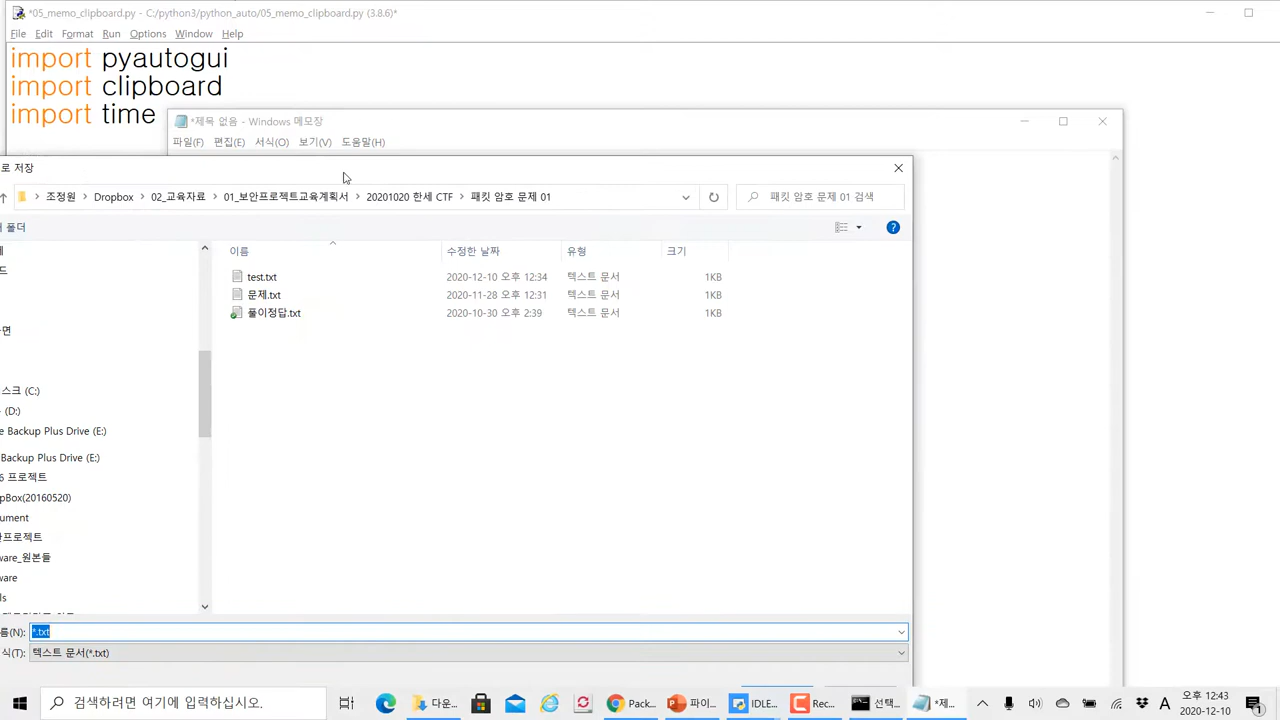 *05_memo_clipboard.py - C:/python3/python_auto/05_memo_clipboard.py (3.8.6)*
File Edit Format Run Options Window Help
import pyautogui
import clipboard
import time
*제목 없음 - Windows 메모장
파일(F) 편집(E) 서식(O) 보기(V) 도움말(H)
로 저장
조정원 > Dropbox > 02_교육자료 > 01_보안프로젝트교육계획서 > 20201020 한세 CTF > 패킷 암호 문제 01
패킷 암호 문제 01 검색
폴더
이름 수정한 날짜 유형 크기
test.txt 2020-12-10 오후 12:34 텍스트 문서 1KB
문제.txt 2020-11-28 오후 12:31 텍스트 문서 1KB
풀이정답.txt 2020-10-30 오후 2:39 텍스트 문서 1KB
면
스크 (C:)
(D:)
e Backup Plus Drive (E:)
Backup Plus Drive (E:)
6 프로젝트
pBox(20160520)
ument
한프로젝트
ware_원본들
ware
츠
름(N): *.txt
식(T): 텍스트 문서(*.txt)
검색하려면 여기에 입력하십시오.
다운...
Pack...
파이...
IDLE...
Rec...
선택...
*제...
A
오후 12:43
2020-12-10
1